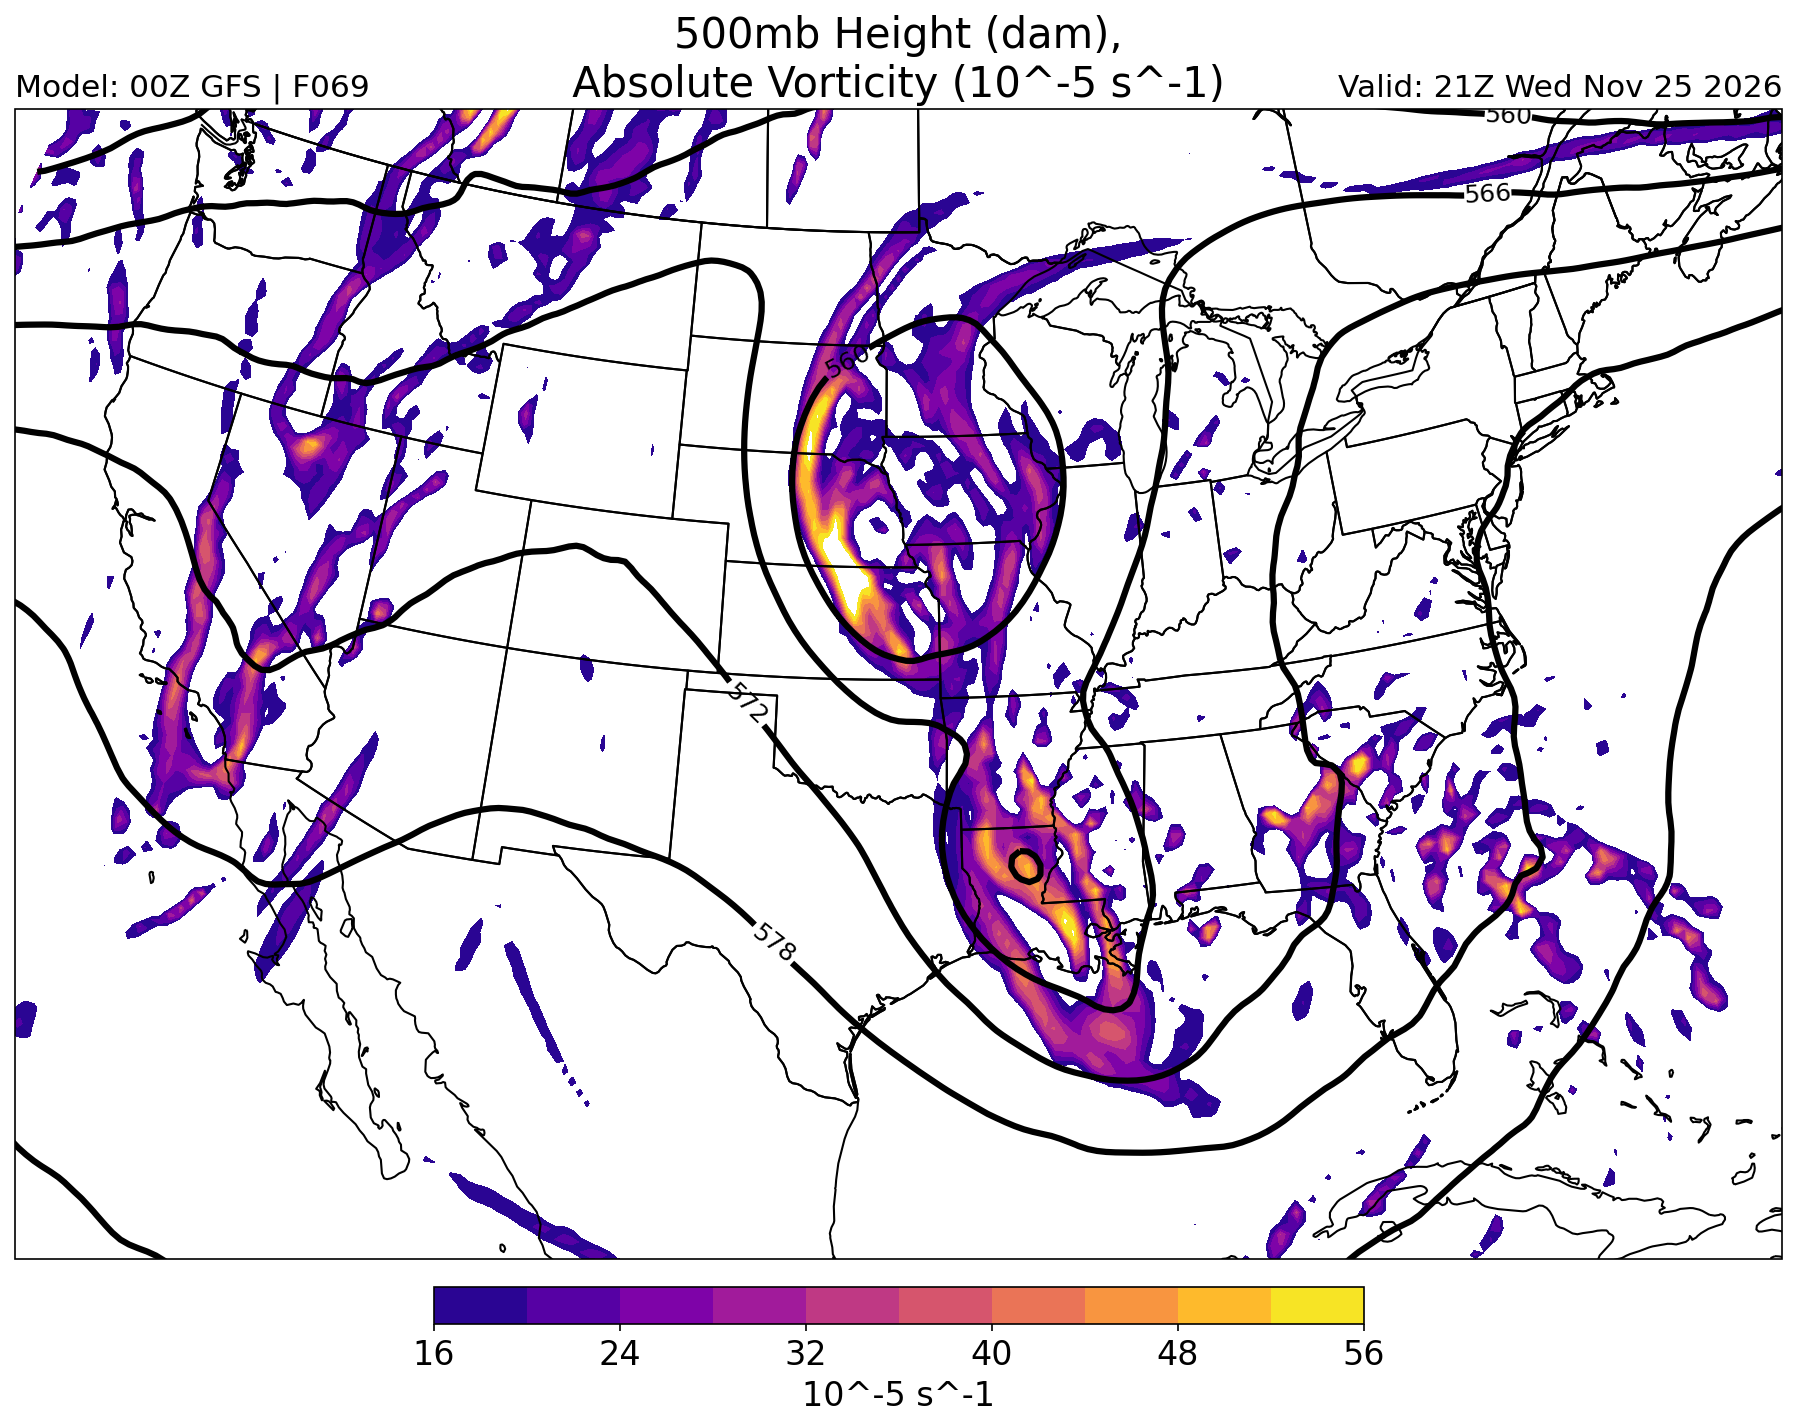 500mb Height (dam),
Model: 00Z GFS | F069
Absolute Vorticity (10^-5 s^-1)
Valid: 21Z Wed Nov 25 2026
560
566
560
572
578
16 24 32 40 48 56
10^-5 s^-1